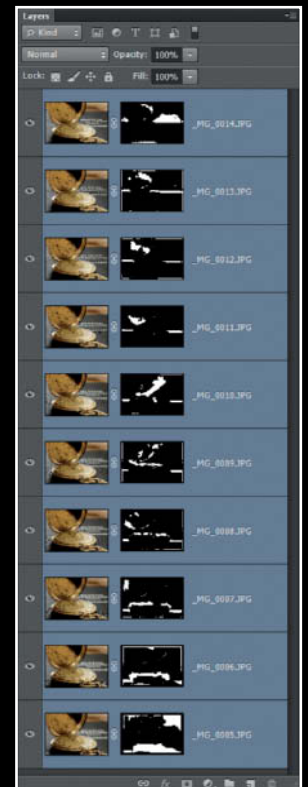 Layers
Kind
Normal Opacity: 100%
Lock: Fill: 100%
_MG_0014.JPG
_MG_0013.JPG
_MG_0012.JPG
_MG_0011.JPG
_MG_0010.JPG
_MG_0009.JPG
_MG_0008.JPG
_MG_0007.JPG
_MG_0006.JPG
_MG_0005.JPG
fx